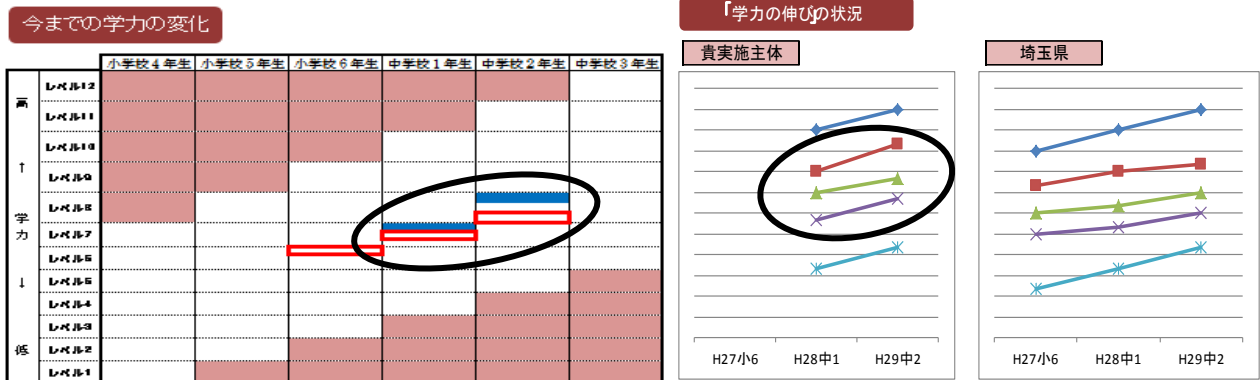 今までの学力の変化
「学力の伸び」の状況
貴実施主体
埼玉県
小学校4年生 小学校5年生 小学校6年生 中学校1年生 中学校2年生 中学校3年生
高
↑
学
力
↓
低
レベル12
レベル11
レベル10
レベル9
レベル8
レベル7
レベル6
レベル5
レベル4
レベル3
レベル2
レベル1
H27小6 H28中1 H29中2
H27小6 H28中1 H29中2